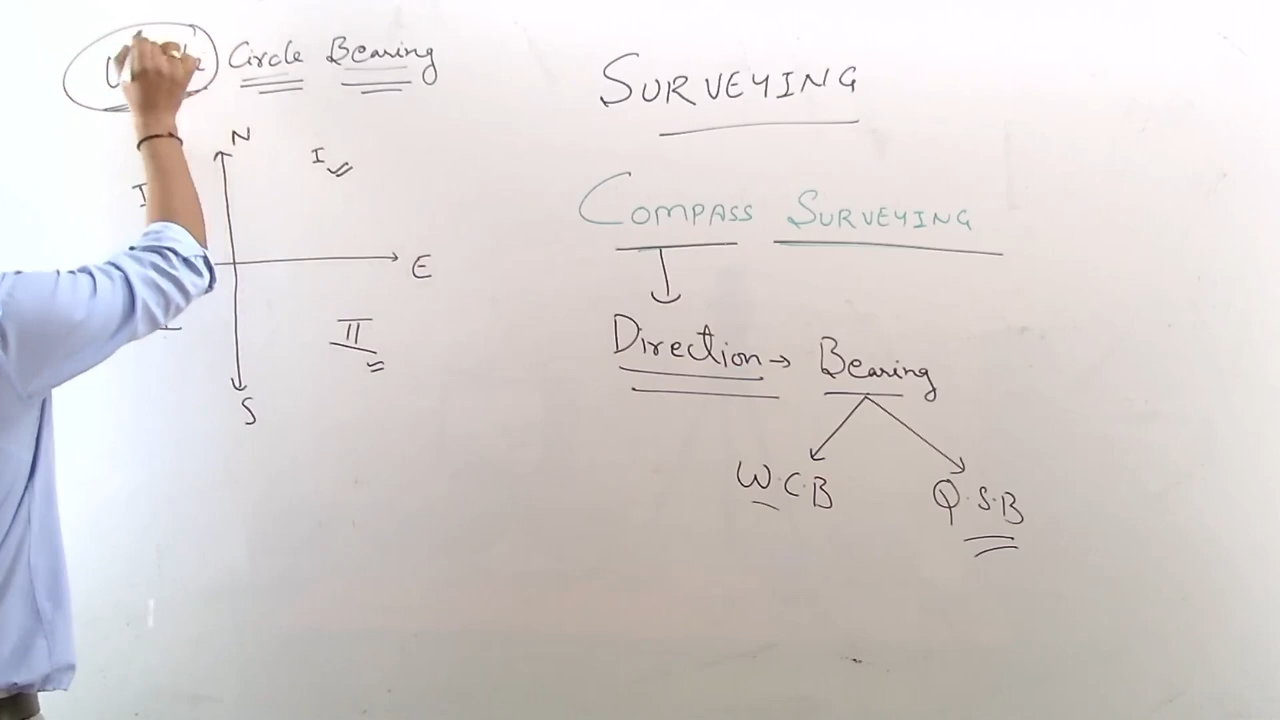 Circle Bearing
N
I
E
II
S
SURVEYING
COMPASS SURVEYING
Direction → Bearing
W.C.B
Q.S.B